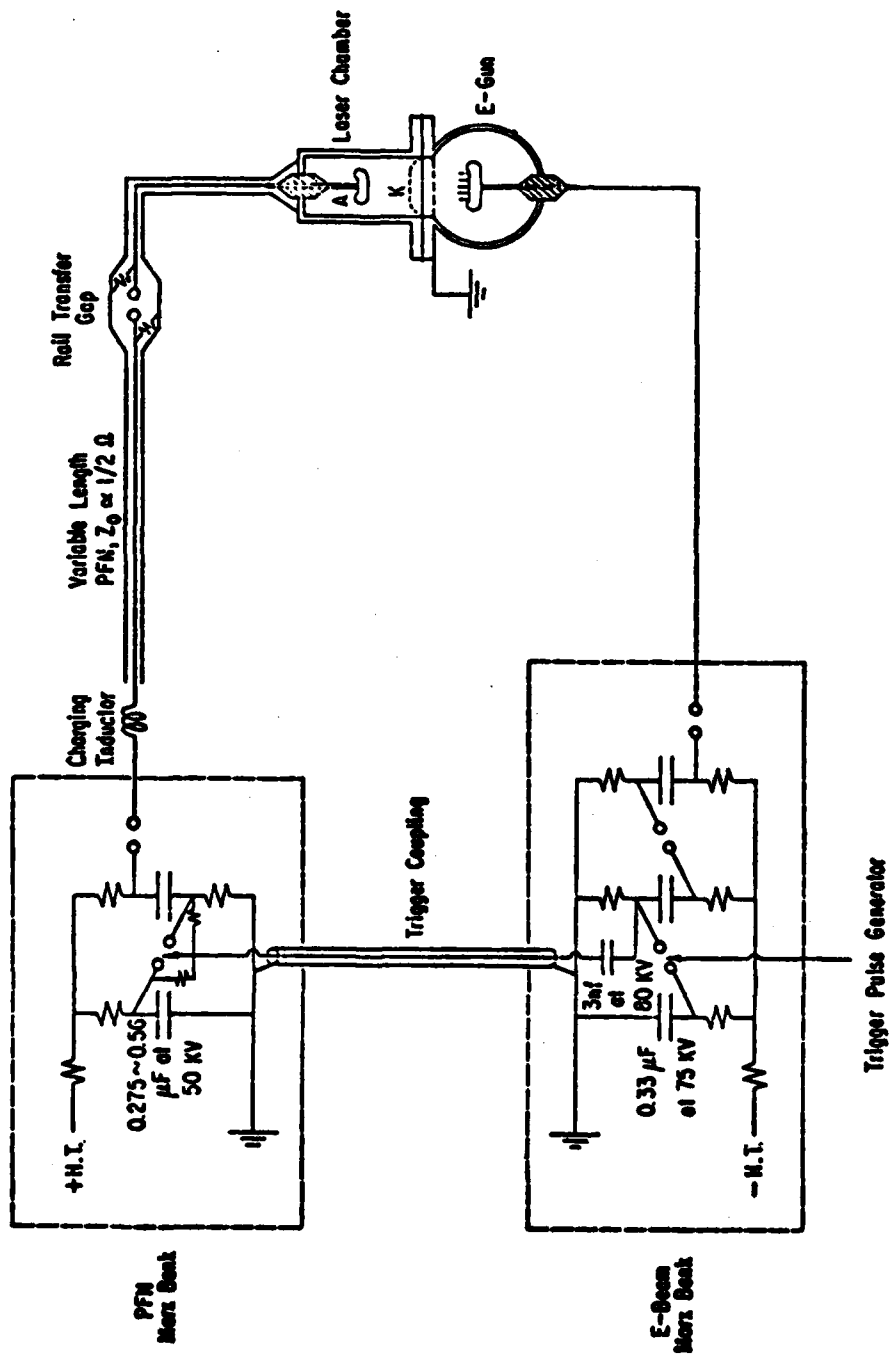 PFN
Marx Bank
+H.T.
0.275~0.56
μF at
50 KV
Charging
Inductor
Variable Length
PFN, Z₀ ∝ 1/2 Ω
Rail Transfer
Gap
Laser Chamber
A
K
E-Gun
Trigger Coupling
E-Beam
Marx Bank
3nf
at
80 KV
0.33 μF
at 75 KV
-H.T.
Trigger Pulse Generator